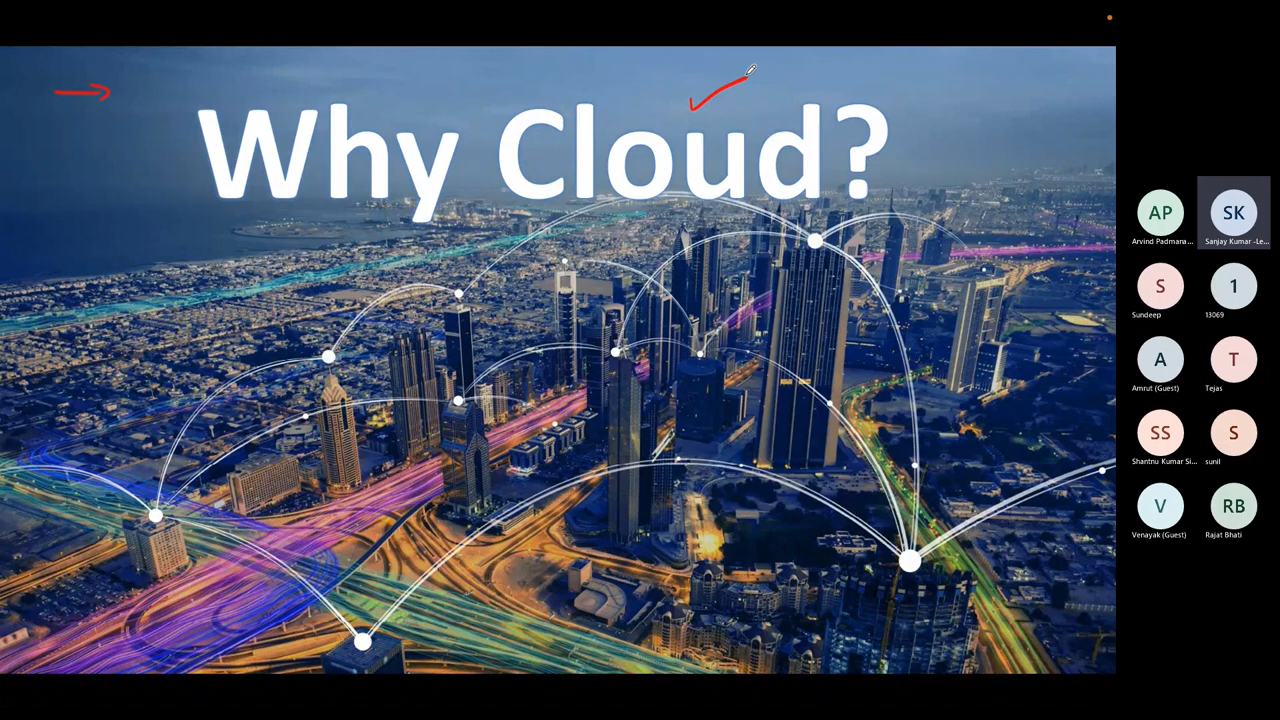 Why Cloud?
AP
SK
Arvind Padmana...
Sanjay Kumar -Le...
S
1
Sundeep
13069
A
T
Amrut (Guest)
Tejas
SS
S
Shantnu Kumar Si...
sunil
V
RB
Venayak (Guest)
Rajat Bhati